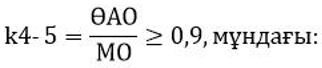 k4- 5 = ӨАО / МО ≥ 0,9, мұндағы: